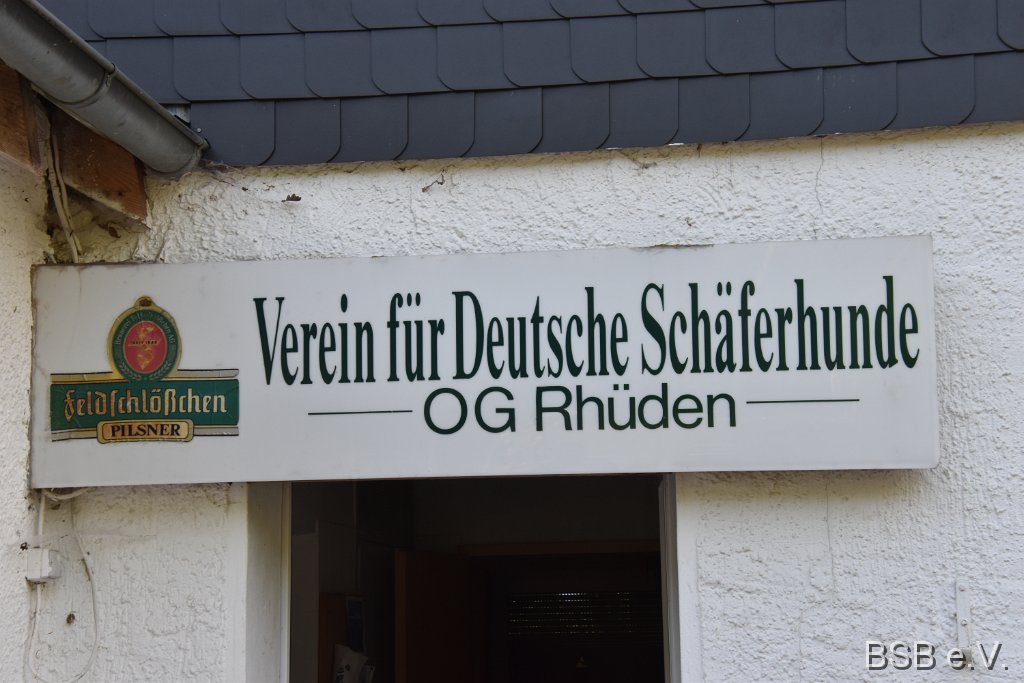 Verein für Deutsche Schäferhunde
OG Rhüden
Feldschlößchen
PILSNER
BSB e.V.